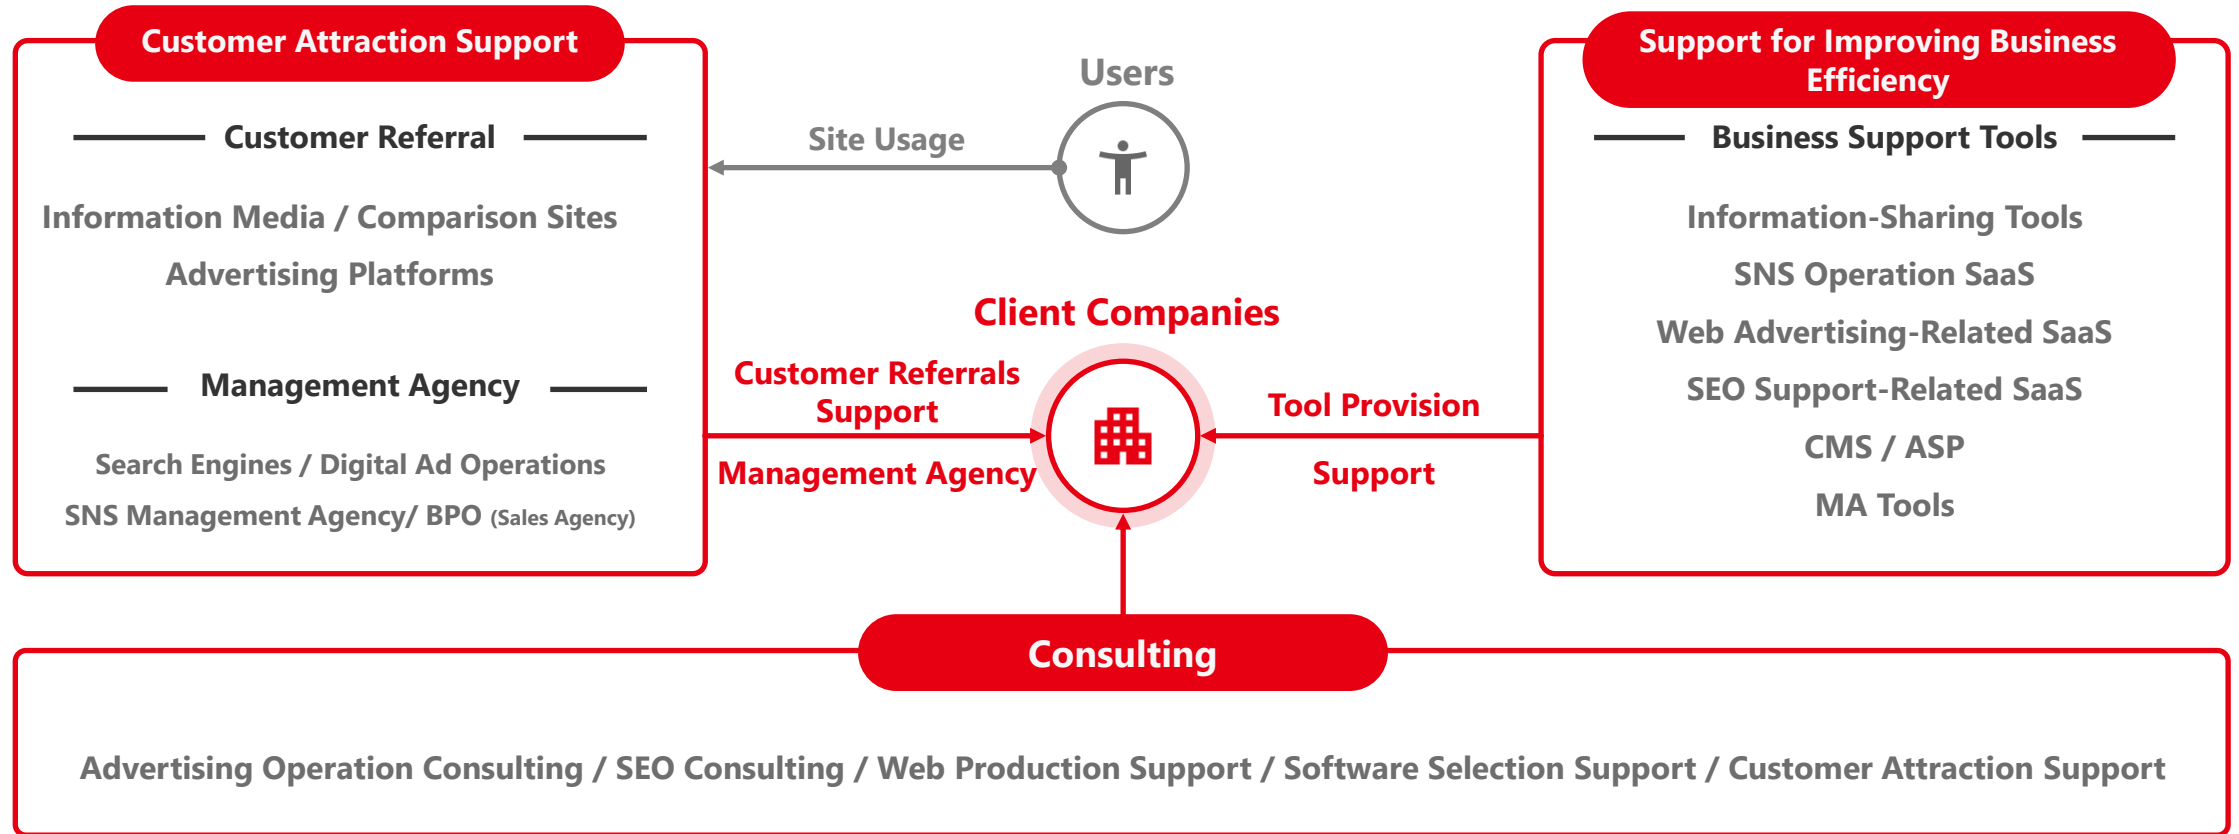 Customer Attraction Support
Customer Referral
Information Media / Comparison Sites
Advertising Platforms
Management Agency
Search Engines / Digital Ad Operations
SNS Management Agency/ BPO (Sales Agency)
Users
Site Usage
Client Companies
Customer Referrals
Support
Management Agency
Tool Provision
Support
Support for Improving Business
Efficiency
Business Support Tools
Information-Sharing Tools
SNS Operation SaaS
Web Advertising-Related SaaS
SEO Support-Related SaaS
CMS / ASP
MA Tools
Consulting
Advertising Operation Consulting / SEO Consulting / Web Production Support / Software Selection Support / Customer Attraction Support